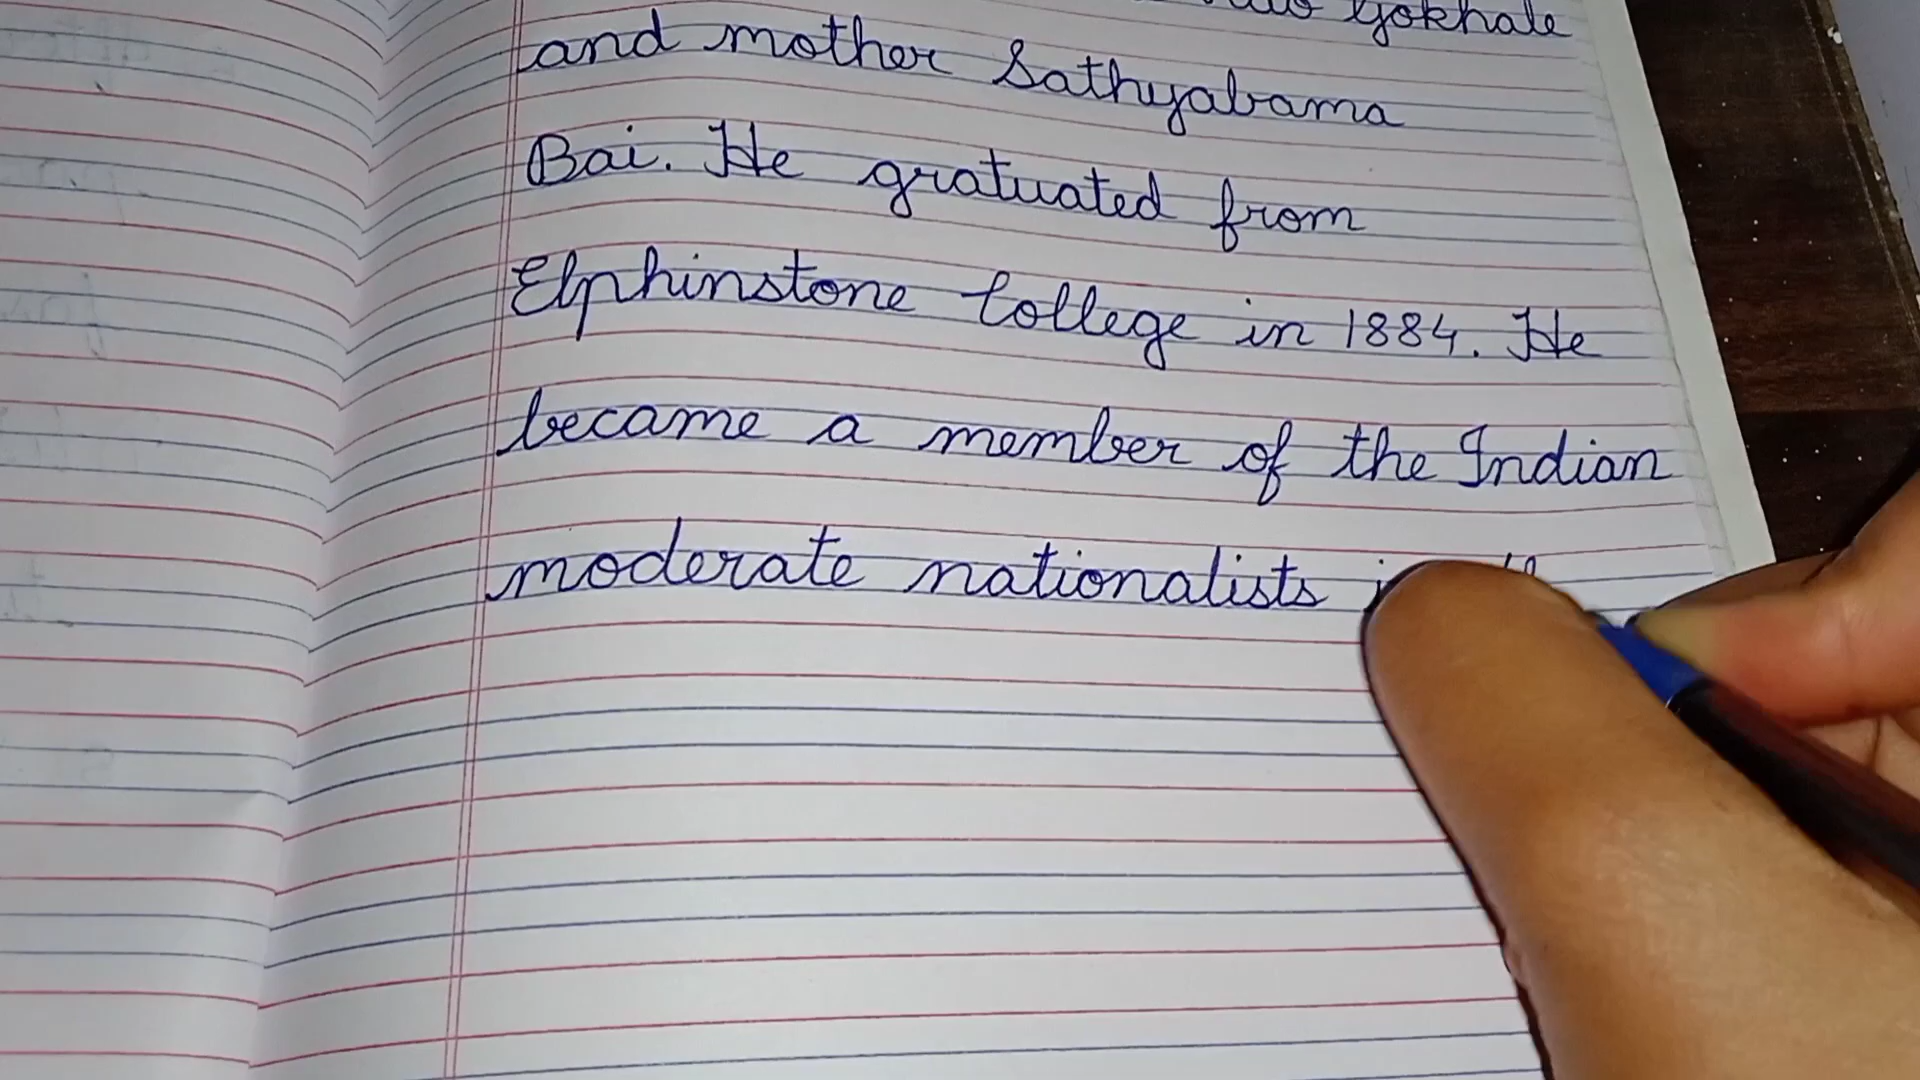 Gokhale
and mother Sathyabama
Bai. He gratuated from
Elphinstone College in 1884. He
became a member of the Indian
moderate nationalists